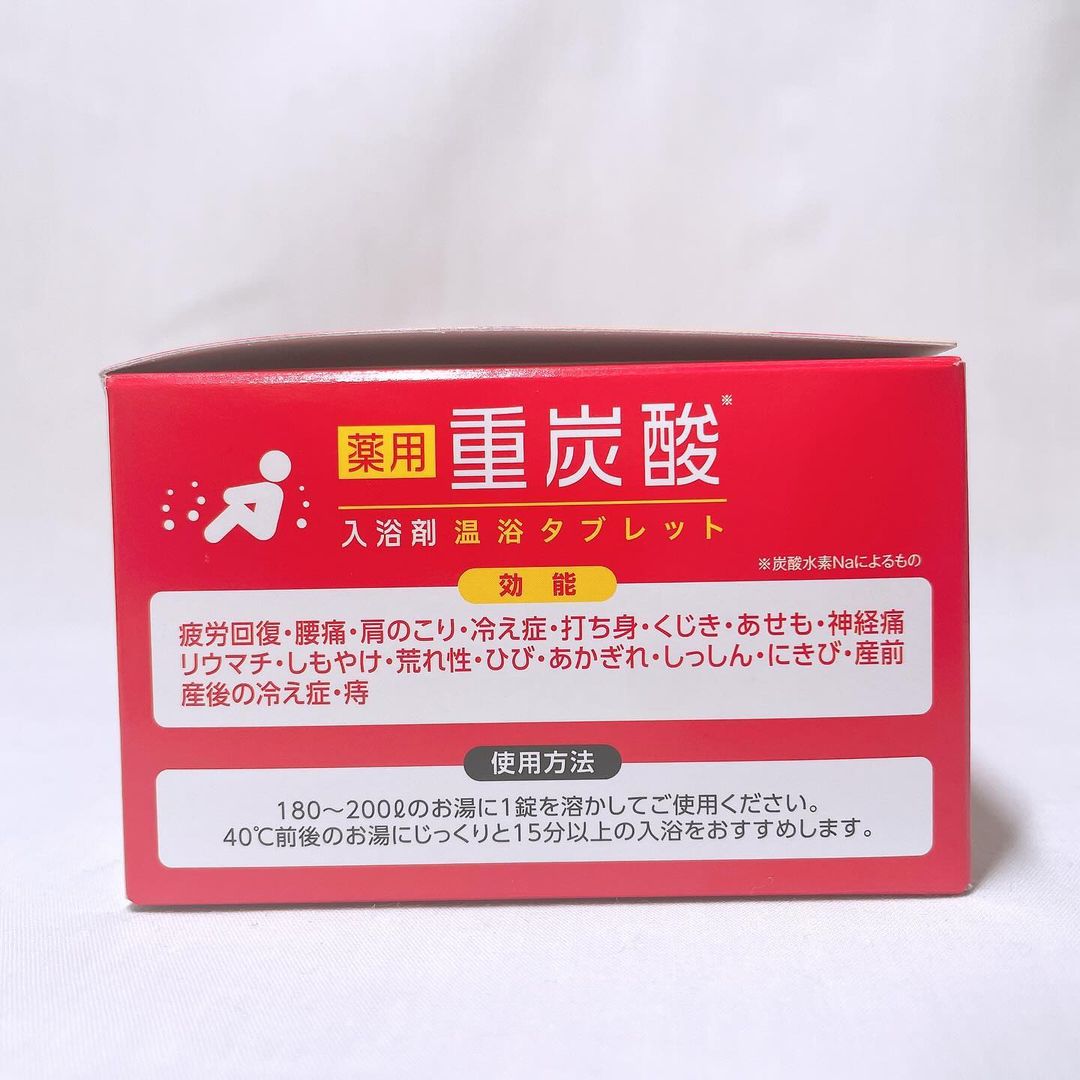 薬用 重炭酸※
入浴剤 温浴タブレット
※炭酸水素Naによるもの
効能
疲労回復・腰痛・肩のこり・冷え症・打ち身・くじき・あせも・神経痛
リウマチ・しもやけ・荒れ性・ひび・あかぎれ・しっしん・にきび・産前
産後の冷え症・痔
使用方法
180〜200ℓのお湯に1錠を溶かしてご使用ください。
40℃前後のお湯にじっくりと15分以上の入浴をおすすめします。